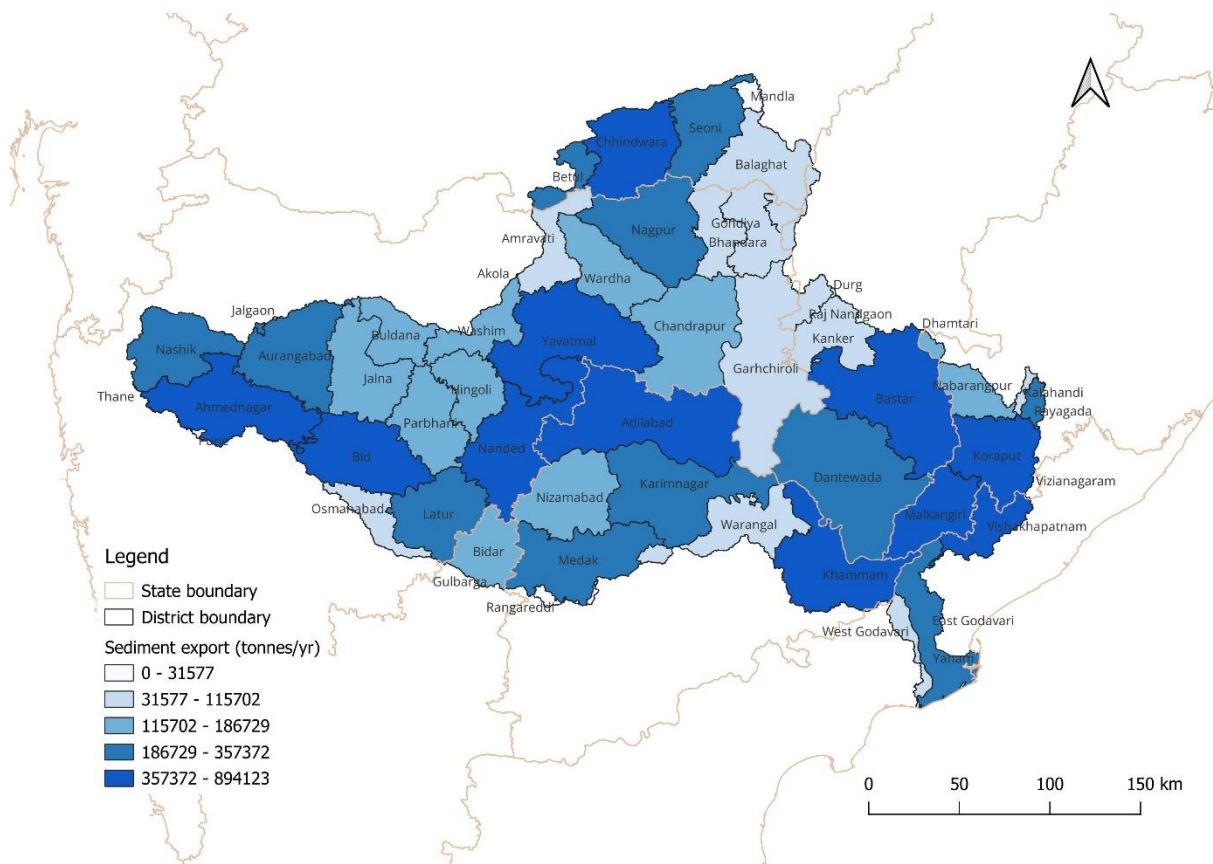 Mandla
Seoni
Chhindwara
Balaghat
Betul
Gondiya
Nagpur
Bhandara
Amravati
Akola
Wardha
Durg
Jalgaon
Raj Nandgaon
Dhamtari
Buldana
Washim
Chandrapur
Kanker
Nashik
Aurangabad
Yavatmal
Garhchiroli
Jalna
Hingoli
Nabarangpur
Kalahandi
Rayagada
Thane
Ahmednagar
Parbhani
Adilabad
Bastar
Bid
Nanded
Koraput
Dantewada
Karimnagar
Vizianagaram
Osmahabad
Latur
Nizamabad
Warangal
Malkangiri
Vishakhapatnam
Bidar
Medak
Khammam
Gulbarga
Rangareddi
East Godavari
West Godavari
Yanam
Legend
State boundary
District boundary
Sediment export (tonnes/yr)
0 - 31577
31577 - 115702
115702 - 186729
186729 - 357372
357372 - 894123
0 50 100 150 km